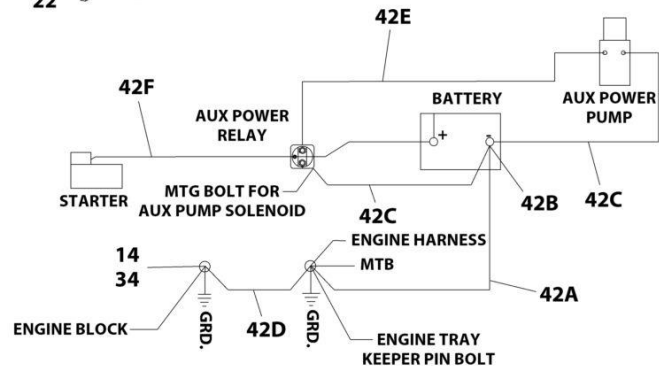 22
42E
42F
AUX POWER
RELAY
BATTERY
AUX POWER
PUMP
+
-
STARTER
MTG BOLT FOR
AUX PUMP SOLENOID
42C
42B
42C
ENGINE HARNESS
MTB
14
34
42A
ENGINE BLOCK
GRD.
42D
GRD.
ENGINE TRAY
KEEPER PIN BOLT